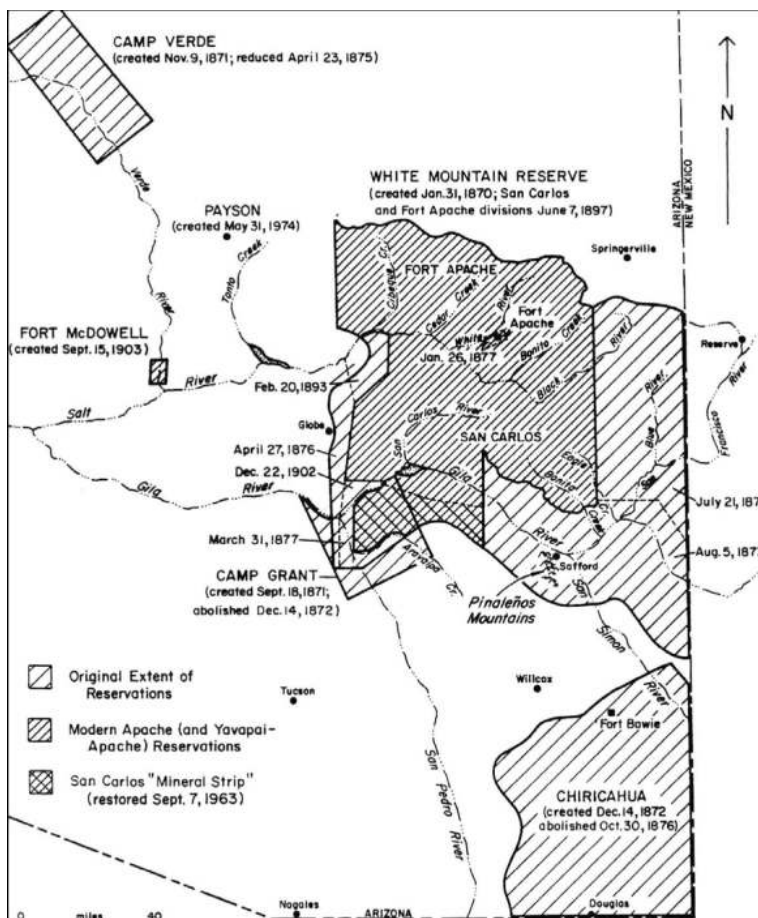 CAMP VERDE
(created Nov. 9, 1871; reduced April 23, 1875)
N
WHITE MOUNTAIN RESERVE
(created Jan. 31, 1870; San Carlos
and Fort Apache divisions June 7, 1897)
ARIZONA
NEW MEXICO
Verde
River
PAYSON
(created May 31, 1974)
Tonto Creek
Springerville
FORT APACHE
Cibeque Cr.
Cedar Creek
White River
Fort
Apache
Bonito Creek
Black River
Jan. 26, 1877
FORT McDOWELL
(created Sept. 15, 1903)
Reserve
Salt River
Feb. 20, 1893
Globe
San Carlos River
SAN CARLOS
Blue River
San Francisco River
April 27, 1876
Dec. 22, 1902
Gila River
Gila River
Eagle Cr.
Bonita Creek
July 21, 187
March 31, 1877
Aug. 5, 187
Aravaipa Cr.
Safford
CAMP GRANT
(created Sept. 18, 1871;
abolished Dec. 14, 1872)
Pinaleños
Mountains
San Simon River
Original Extent of
Reservations
Tucson
Willcox
Fort Bowie
Modern Apache (and Yavapai-
Apache) Reservations
San Carlos "Mineral Strip"
(restored Sept. 7, 1963)
San Pedro River
CHIRICAHUA
(created Dec. 14, 1872
abolished Oct. 30, 1876)
0 miles 40
Nogales
ARIZONA
Douglas